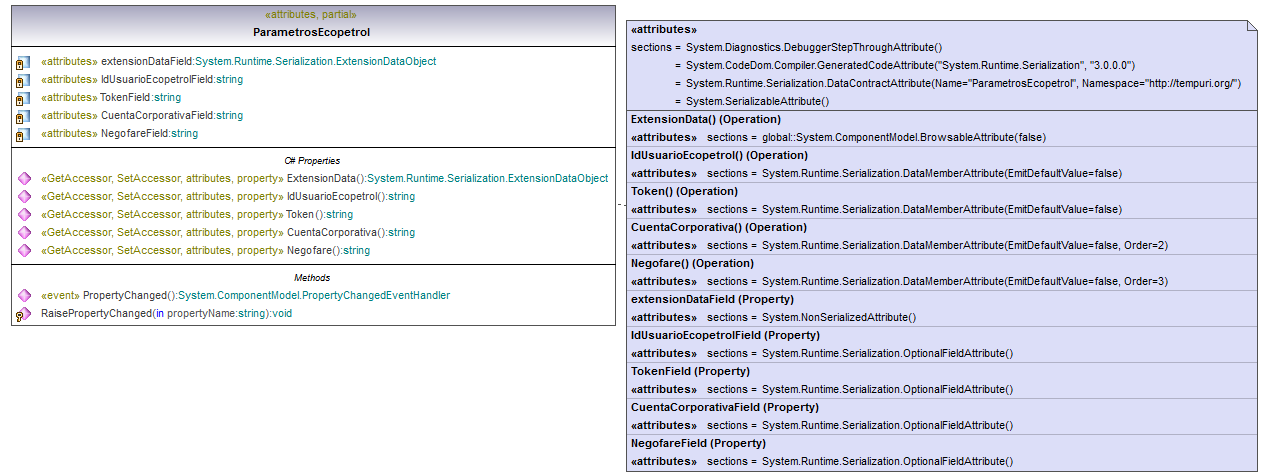 «attributes, partial»
ParametrosEcopetrol
«attributes» extensionDataField:System.Runtime.Serialization.ExtensionDataObject
«attributes» IdUsuarioEcopetrolField:string
«attributes» TokenField:string
«attributes» CuentaCorporativaField:string
«attributes» NegofareField:string
C# Properties
«GetAccessor, SetAccessor, attributes, property» ExtensionData():System.Runtime.Serialization.ExtensionDataObject
«GetAccessor, SetAccessor, attributes, property» IdUsuarioEcopetrol():string
«GetAccessor, SetAccessor, attributes, property» Token():string
«GetAccessor, SetAccessor, attributes, property» CuentaCorporativa():string
«GetAccessor, SetAccessor, attributes, property» Negofare():string
Methods
«event» PropertyChanged():System.ComponentModel.PropertyChangedEventHandler
RaisePropertyChanged(in propertyName:string):void
«attributes»
sections = System.Diagnostics.DebuggerStepThroughAttribute()
= System.CodeDom.Compiler.GeneratedCodeAttribute("System.Runtime.Serialization", "3.0.0.0")
= System.Runtime.Serialization.DataContractAttribute(Name="ParametrosEcopetrol", Namespace="http://tempuri.org/")
= System.SerializableAttribute()
ExtensionData() (Operation)
«attributes» sections = global::System.ComponentModel.BrowsableAttribute(false)
IdUsuarioEcopetrol() (Operation)
«attributes» sections = System.Runtime.Serialization.DataMemberAttribute(EmitDefaultValue=false)
Token() (Operation)
«attributes» sections = System.Runtime.Serialization.DataMemberAttribute(EmitDefaultValue=false)
CuentaCorporativa() (Operation)
«attributes» sections = System.Runtime.Serialization.DataMemberAttribute(EmitDefaultValue=false, Order=2)
Negofare() (Operation)
«attributes» sections = System.Runtime.Serialization.DataMemberAttribute(EmitDefaultValue=false, Order=3)
extensionDataField (Property)
«attributes» sections = System.NonSerializedAttribute()
IdUsuarioEcopetrolField (Property)
«attributes» sections = System.Runtime.Serialization.OptionalFieldAttribute()
TokenField (Property)
«attributes» sections = System.Runtime.Serialization.OptionalFieldAttribute()
CuentaCorporativaField (Property)
«attributes» sections = System.Runtime.Serialization.OptionalFieldAttribute()
NegofareField (Property)
«attributes» sections = System.Runtime.Serialization.OptionalFieldAttribute()